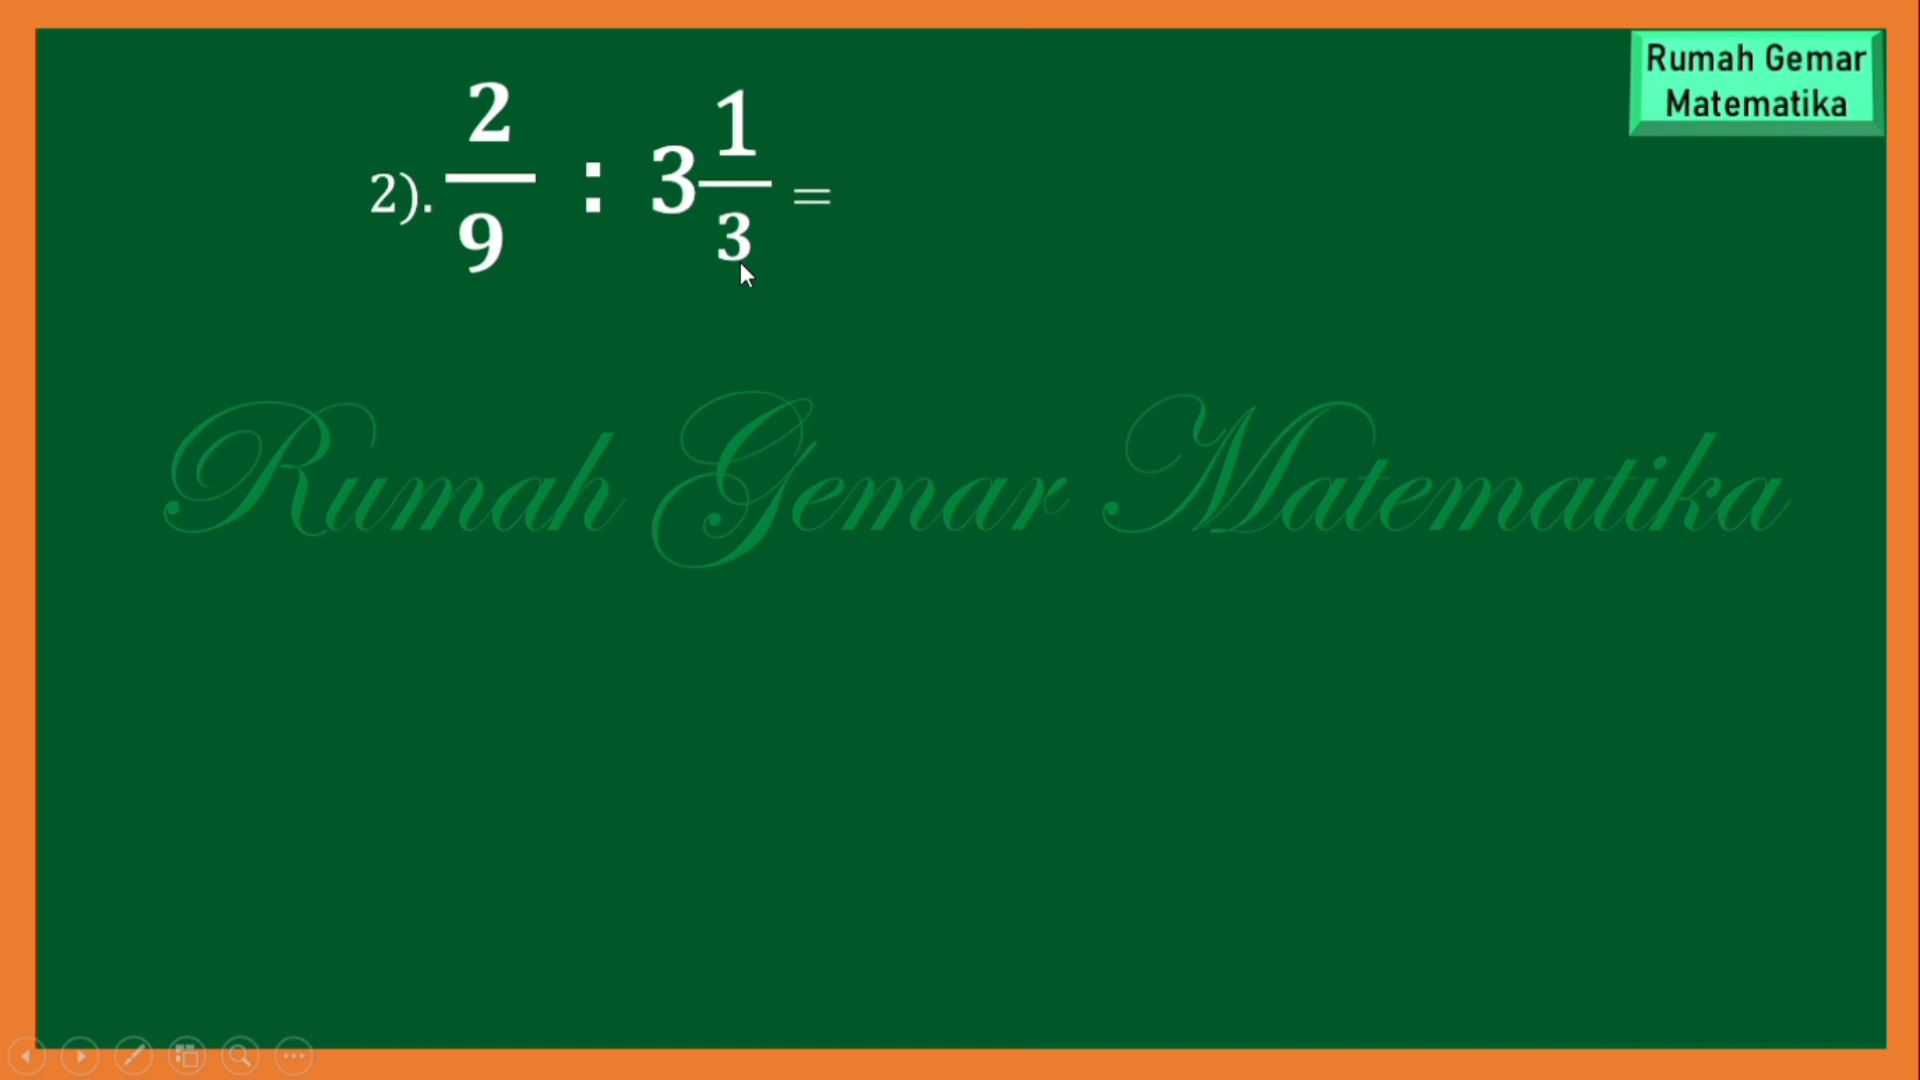 Rumah Gemar
Matematika
2). 2/9 : 3 1/3 =
Rumah Gemar Matematika